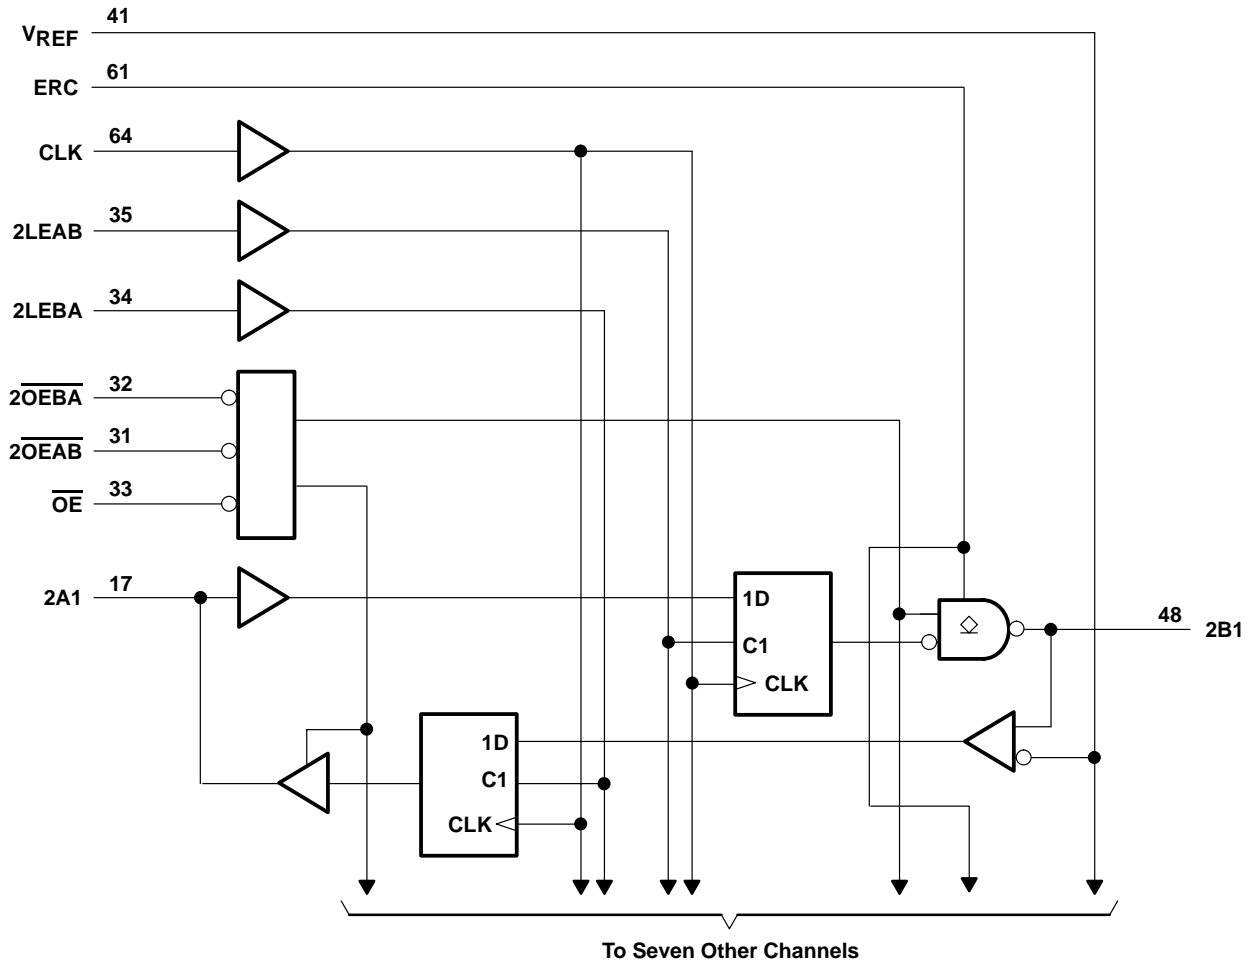 41
VREF
61
ERC
64
CLK
35
2LEAB
34
2LEBA
32
2OEBA
31
2OEAB
33
OE
17
2A1
1D
C1
CLK
48
2B1
1D
C1
CLK
To Seven Other Channels